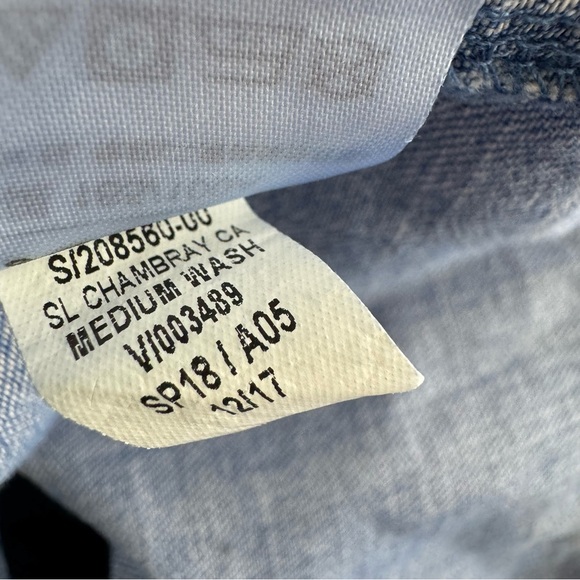 S/208560-00
SL CHAMBRAY CA
MEDIUM WASH
V/003489
SP18 / A05
12/17